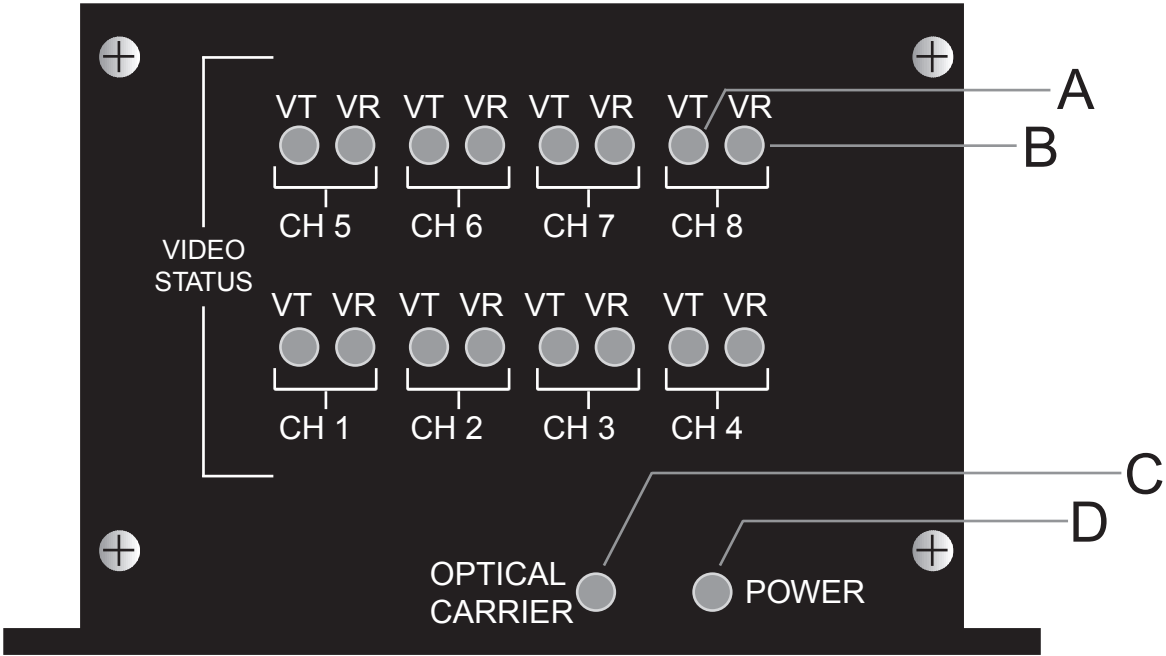 VT VR VT VR VT VR VT VR A
B
CH 5 CH 6 CH 7 CH 8
VIDEO
STATUS
VT VR VT VR VT VR VT VR
CH 1 CH 2 CH 3 CH 4
C
D
OPTICAL
CARRIER
POWER